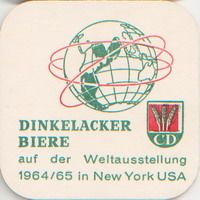 DINKELACKER
BIERE
CD
auf der Weltausstellung
1964/65 in New York USA